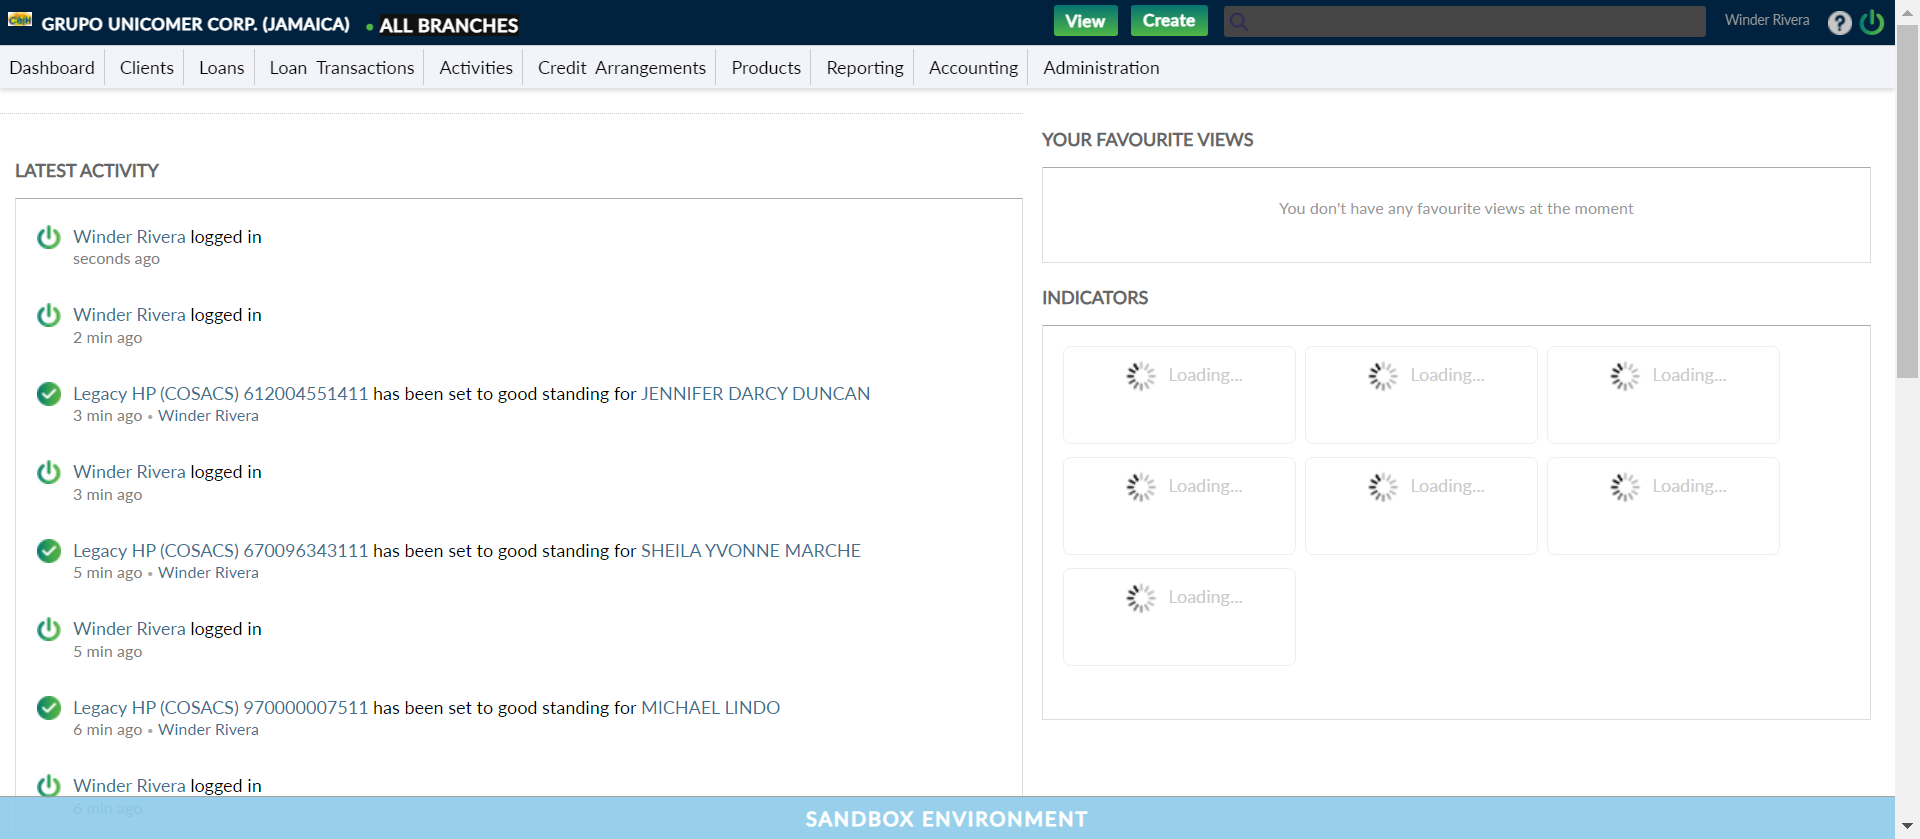 GRUPO UNICOMER CORP. (JAMAICA) • ALL BRANCHES View Create Winder Rivera ?
Dashboard Clients Loans Loan Transactions Activities Credit Arrangements Products Reporting Accounting Administration
LATEST ACTIVITY
Winder Rivera logged in
seconds ago
Winder Rivera logged in
2 min ago
Legacy HP (COSACS) 612004551411 has been set to good standing for JENNIFER DARCY DUNCAN
3 min ago • Winder Rivera
Winder Rivera logged in
3 min ago
Legacy HP (COSACS) 670096343111 has been set to good standing for SHEILA YVONNE MARCHE
5 min ago • Winder Rivera
Winder Rivera logged in
5 min ago
Legacy HP (COSACS) 970000007511 has been set to good standing for MICHAEL LINDO
6 min ago • Winder Rivera
Winder Rivera logged in
6 min ago
YOUR FAVOURITE VIEWS
You don't have any favourite views at the moment
INDICATORS
Loading... Loading... Loading...
Loading... Loading... Loading...
Loading...
SANDBOX ENVIRONMENT